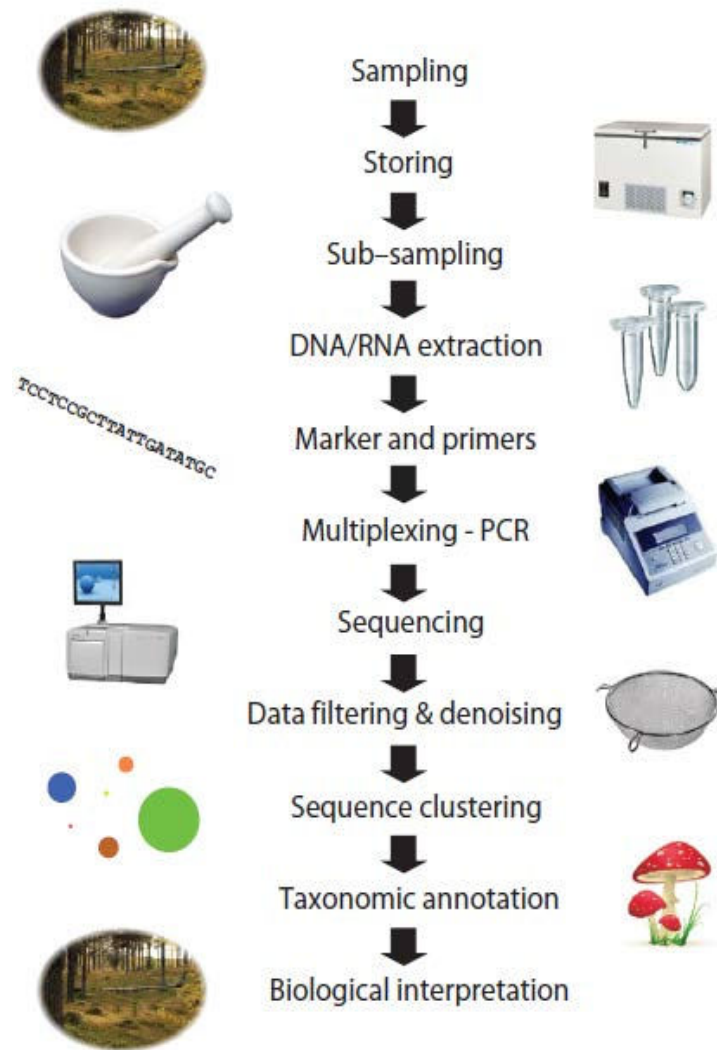 Sampling
Storing
Sub–sampling
DNA/RNA extraction
TCCTCCGCTTATTGATATGC
Marker and primers
Multiplexing - PCR
Sequencing
Data filtering & denoising
Sequence clustering
Taxonomic annotation
Biological interpretation